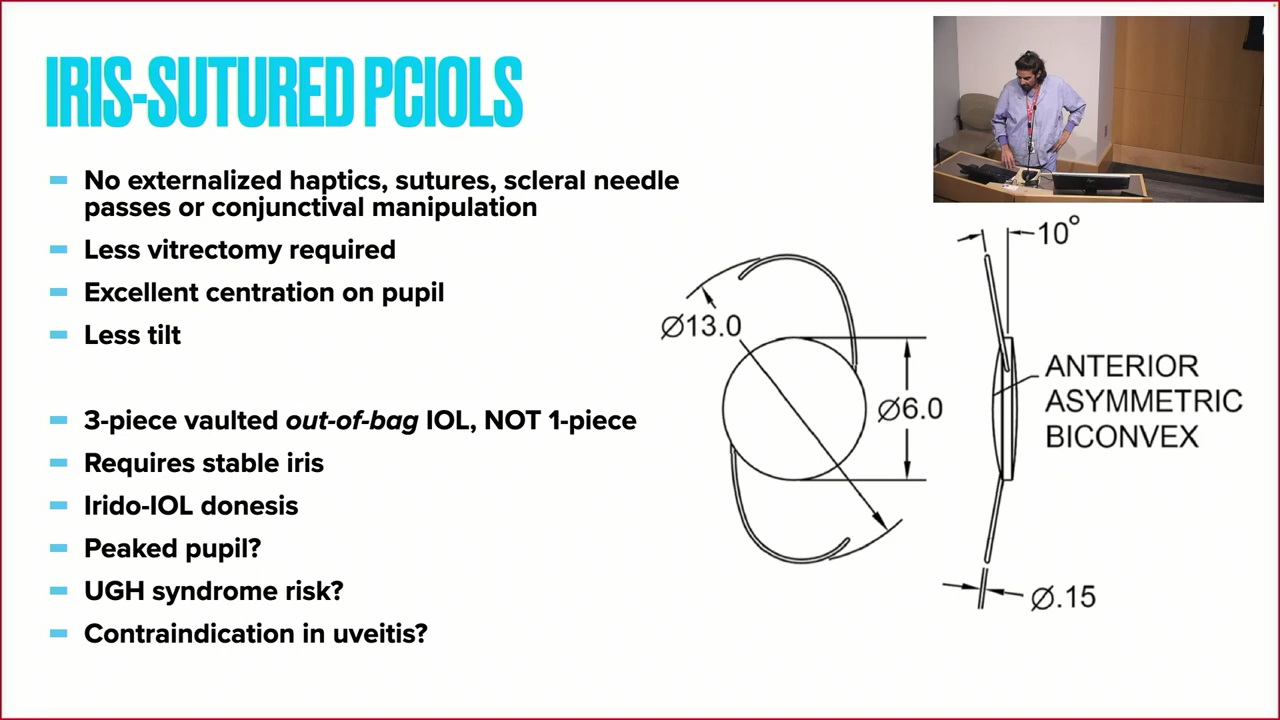 IRIS-SUTURED PCIOLS
No externalized haptics, sutures, scleral needle
passes or conjunctival manipulation
Less vitrectomy required
Excellent centration on pupil
Less tilt
3-piece vaulted out-of-bag IOL, NOT 1-piece
Requires stable iris
Irido-IOL donesis
Peaked pupil?
UGH syndrome risk?
Contraindication in uveitis?
10°
Ø13.0
Ø6.0
ANTERIOR
ASYMMETRIC
BICONVEX
Ø.15